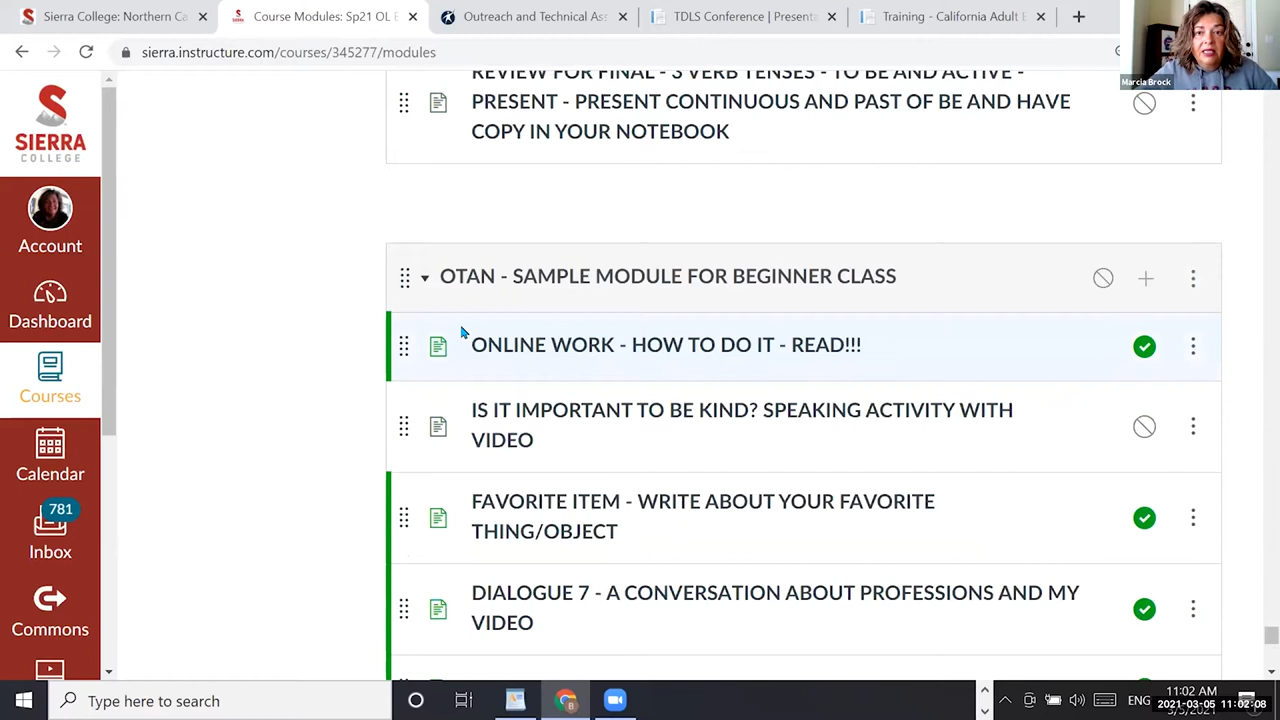 Sierra College: Northern Ca
Course Modules: Sp21 OL E
Outreach and Technical Ass
TDLS Conference | Present
Training - California Adult E
sierra.instructure.com/courses/345277/modules
Marcia Brock
REVIEW FOR FINAL - 3 VERB TENSES - TO BE AND ACTIVE -
PRESENT - PRESENT CONTINUOUS AND PAST OF BE AND HAVE
COPY IN YOUR NOTEBOOK
SIERRA
COLLEGE
Account
Dashboard
Courses
Calendar
781
Inbox
Commons
OTAN - SAMPLE MODULE FOR BEGINNER CLASS
ONLINE WORK - HOW TO DO IT - READ!!!
IS IT IMPORTANT TO BE KIND? SPEAKING ACTIVITY WITH
VIDEO
FAVORITE ITEM - WRITE ABOUT YOUR FAVORITE
THING/OBJECT
DIALOGUE 7 - A CONVERSATION ABOUT PROFESSIONS AND MY
VIDEO
Type here to search
ENG
11:02 AM
2021-03-05 11:02:08